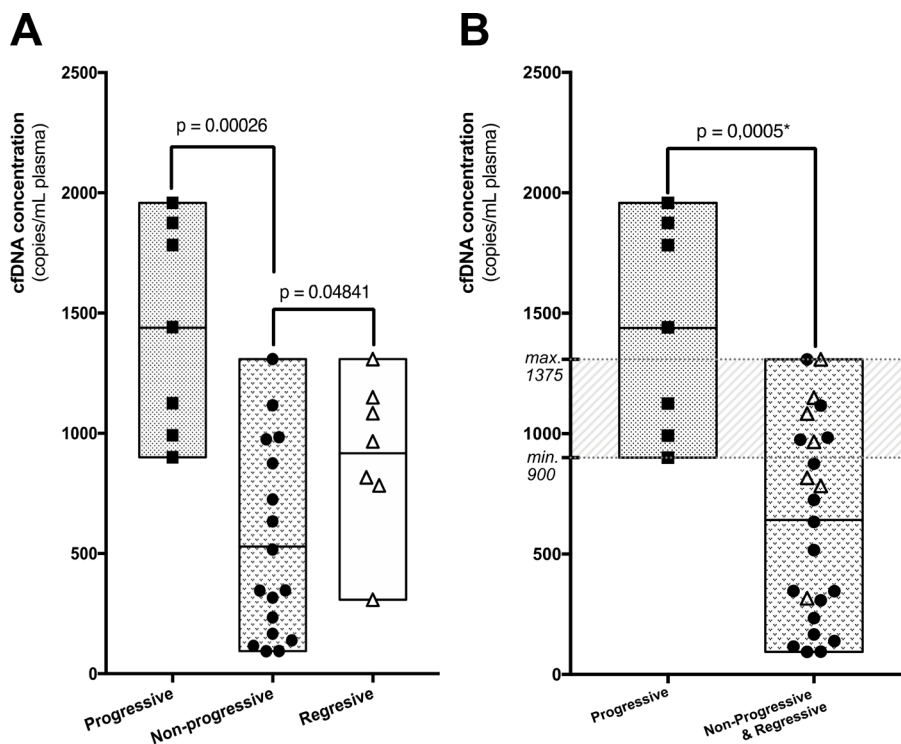 A
cfDNA concentration
(copies/mL plasma)
2500
2000
1500
1000
500
0
p = 0.00026
p = 0.04841
Progressive
Non-progressive
Regresive
B
cfDNA concentration
(copies/mL plasma)
2500
2000
1500
max.
1375
1000
min.
900
500
0
p = 0,0005*
Progressive
Non-Progressive
& Regressive